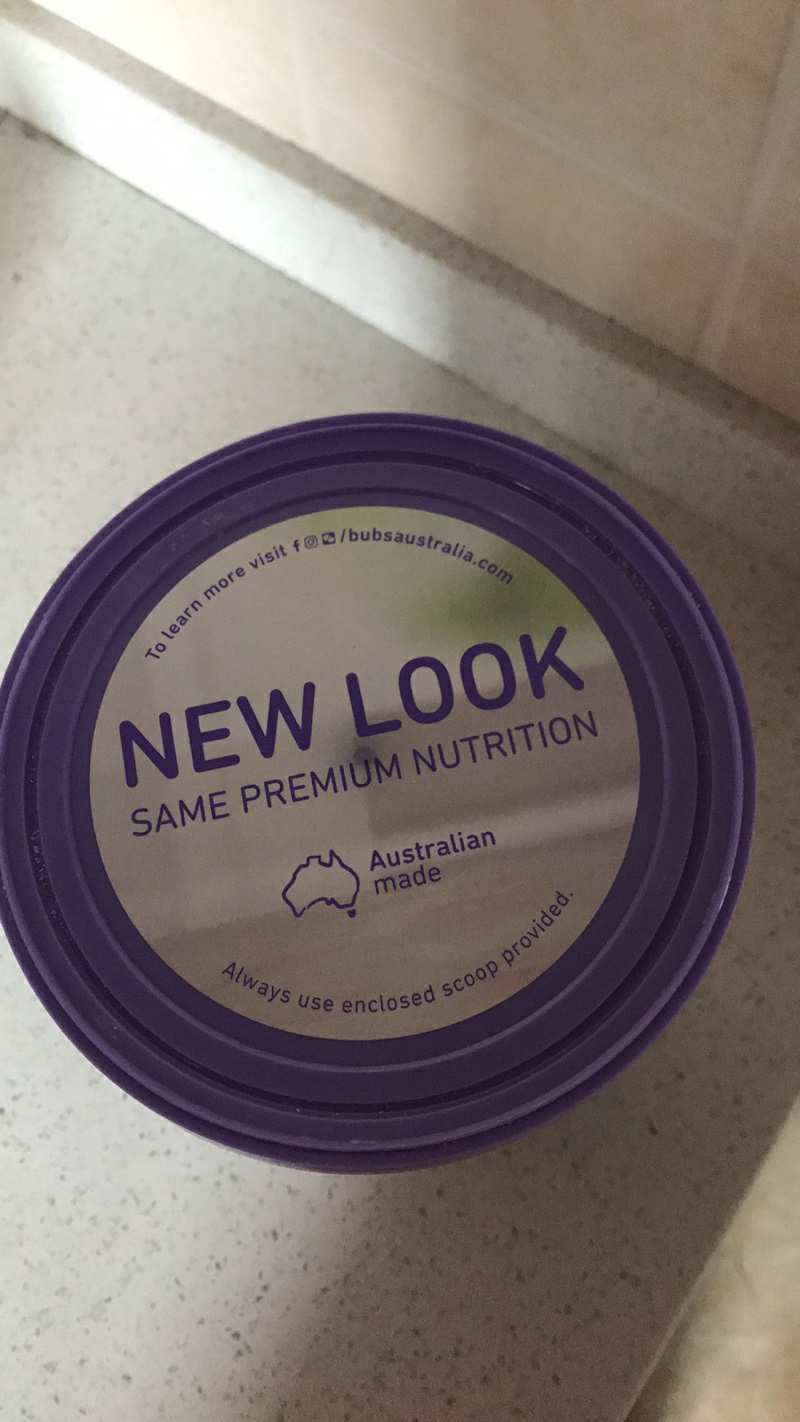 To learn more visit /bubsaustralia.com
NEW LOOK
SAME PREMIUM NUTRITION
Australian
made
Always use enclosed scoop provided.